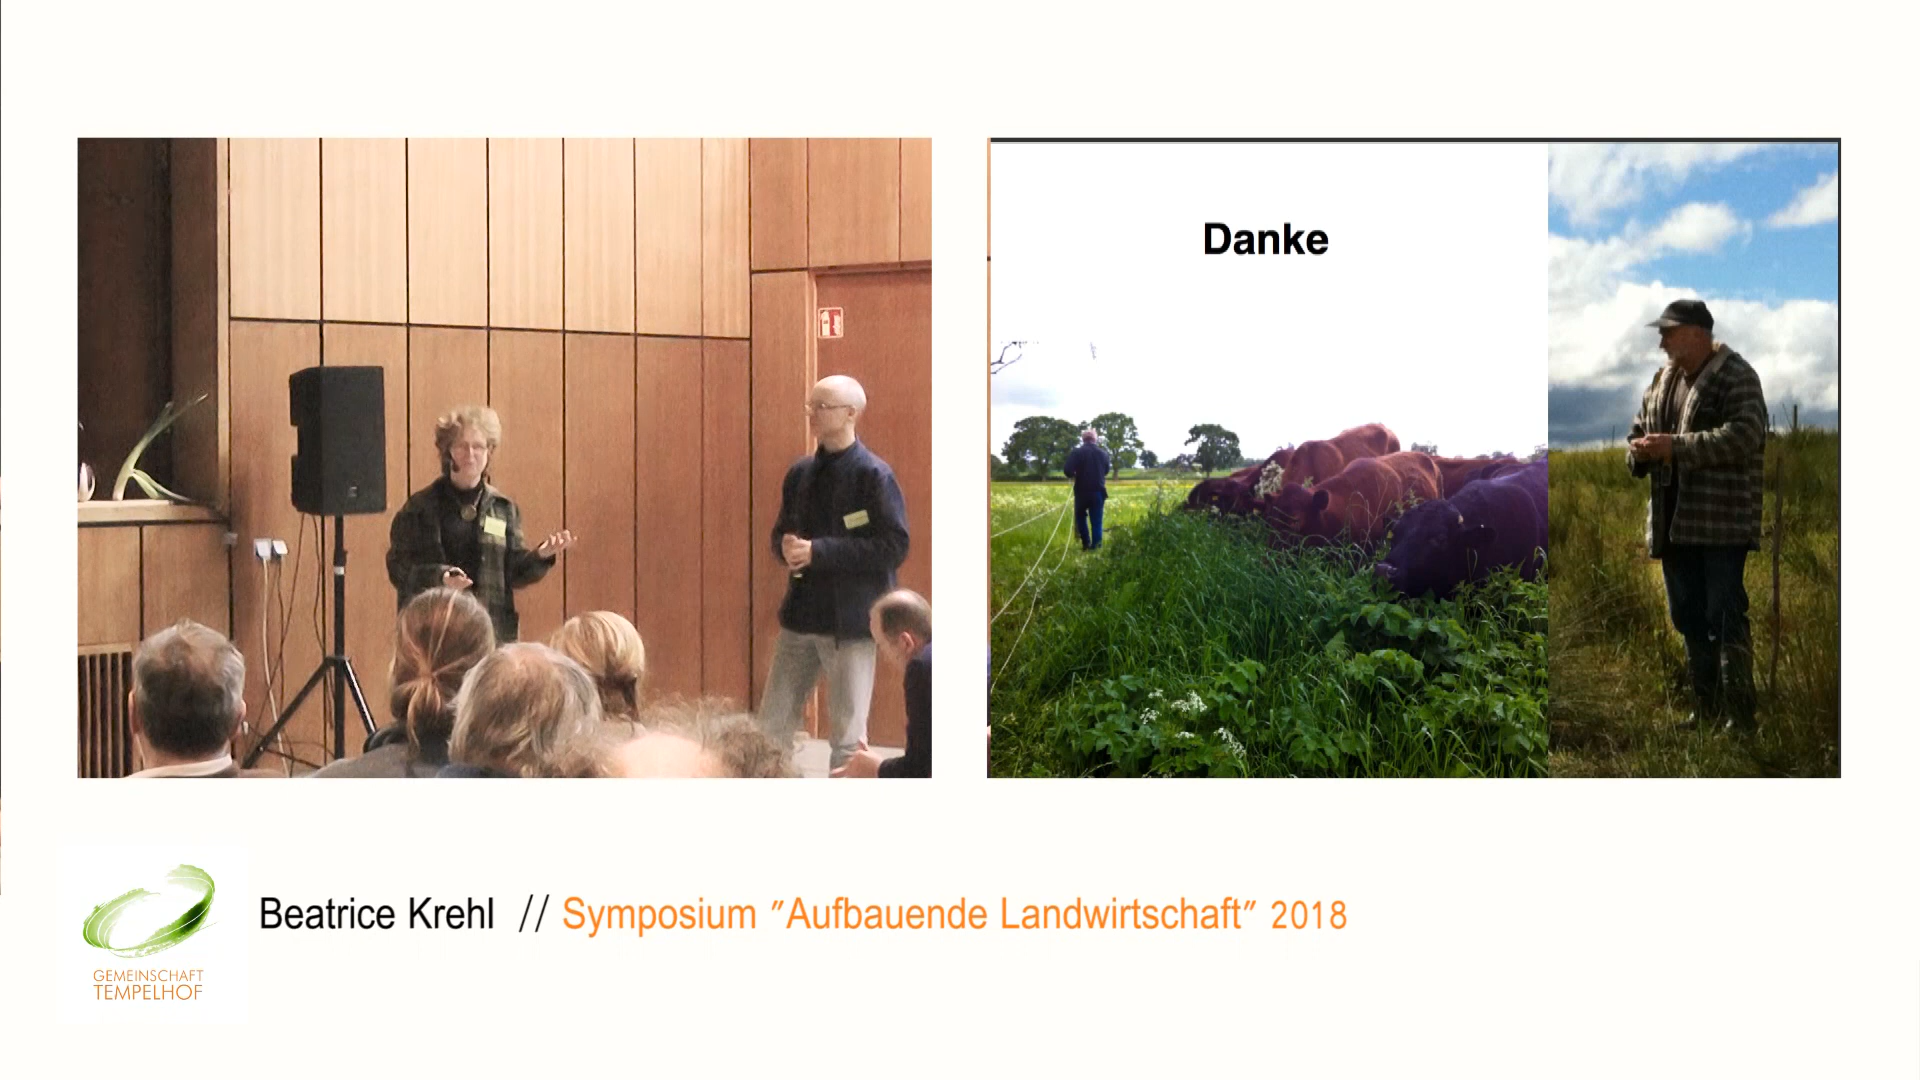 Danke
Beatrice Krehl // Symposium "Aufbauende Landwirtschaft" 2018
GEMEINSCHAFT
TEMPELHOF